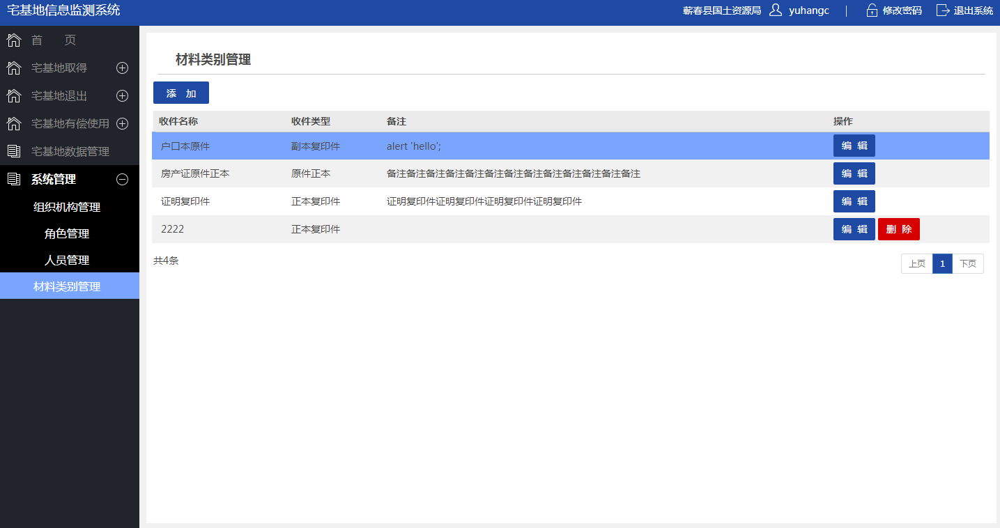 宅基地信息监测系统
蕲春县国土资源局 yuhangc | 修改密码 退出系统
首 页
宅基地取得
宅基地退出
宅基地有偿使用
宅基地数据管理
系统管理
组织机构管理
角色管理
人员管理
材料类别管理
材料类别管理
添 加
收件名称 收件类型 备注 操作
户口本原件 副本复印件 alert 'hello'; 编 辑
房产证原件正本 原件正本 备注备注备注备注备注备注备注备注备注备注备注备注备注 编 辑
证明复印件 正本复印件 证明复印件证明复印件证明复印件证明复印件 编 辑
2222 正本复印件 编 辑 删 除
共4条
上页 1 下页